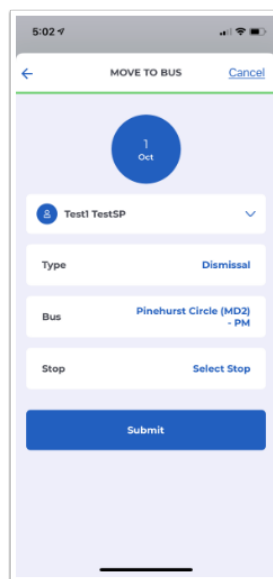 5:02
MOVE TO BUS Cancel
1
Oct
Test1 TestSP
Type Dismissal
Bus Pinehurst Circle (MD2)
- PM
Stop Select Stop
Submit